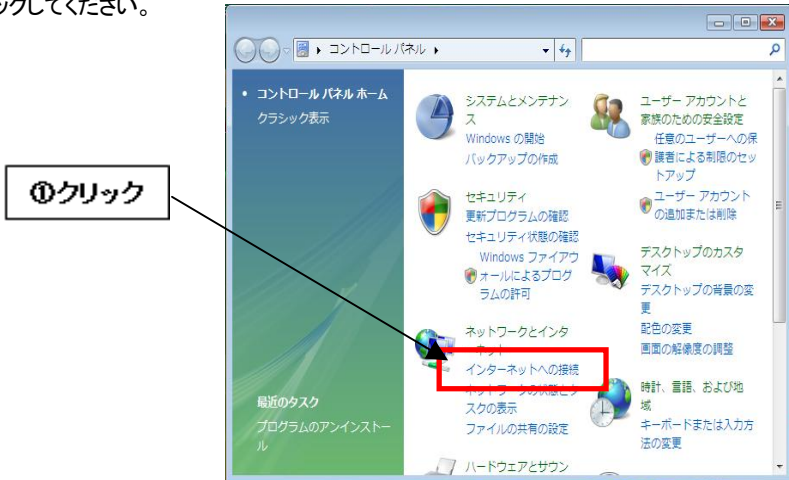 ックしてください。
コントロール パネル
コントロール パネル ホーム
クラシック表示
①クリック
最近のタスク
プログラムのアンインストー
ル
システムとメンテナン
ス
Windows の開始
バックアップの作成
セキュリティ
更新プログラムの確認
セキュリティ状態の確認
Windows ファイアウ
ォールによるプログ
ラムの許可
ネットワークとインタ
ーネット
インターネットへの接続
ネットワークの状態とタ
スクの表示
ファイルの共有の設定
ハードウェアとサウン
ユーザー アカウントと
家族のための安全設定
任意のユーザーへの保
護者による制限のセッ
トアップ
ユーザー アカウント
の追加または削除
デスクトップのカスタ
マイズ
デスクトップの背景の変
更
配色の変更
画面の解像度の調整
時計、言語、および地
域
キーボードまたは入力方
法の変更